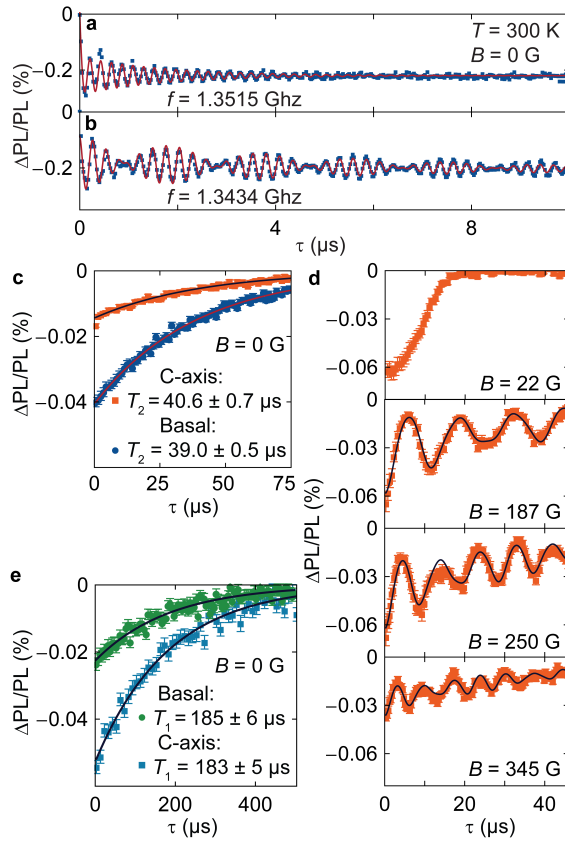 a
T = 300 K
B = 0 G
f = 1.3515 Ghz
−0.2
0
b
−0.2
f = 1.3434 Ghz
ΔPL/PL (%)
0 4 8
τ (μs)
c
0
−0.02
−0.04
ΔPL/PL (%)
B = 0 G
C-axis:
T2 = 40.6 ± 0.7 μs
Basal:
T2 = 39.0 ± 0.5 μs
0 25 50 75
τ (μs)
d
0
−0.03
−0.06
B = 22 G
0
−0.03
−0.06
B = 187 G
0
−0.03
−0.06
B = 250 G
0
−0.03
−0.06
B = 345 G
ΔPL/PL (%)
0 20 40
τ (μs)
e
0
−0.02
−0.04
ΔPL/PL (%)
B = 0 G
Basal:
T1 = 185 ± 6 μs
C-axis:
T1 = 183 ± 5 μs
0 200 400
τ (μs)